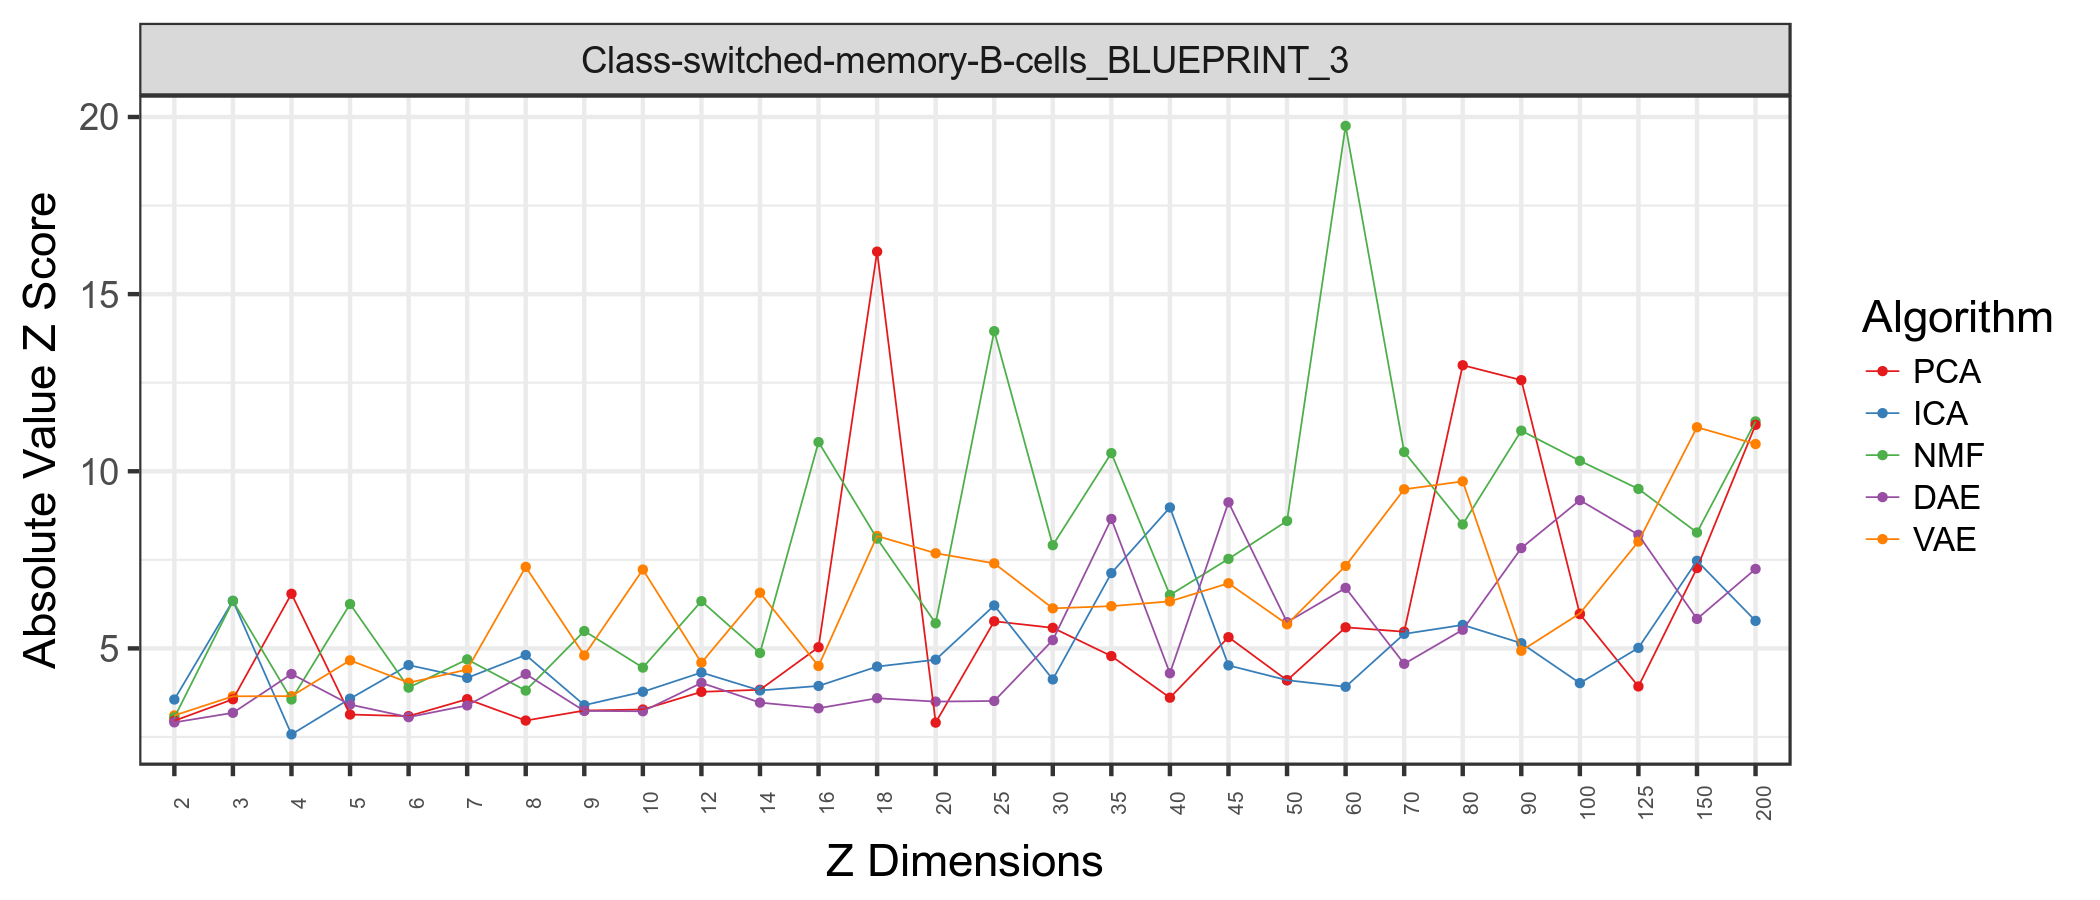 Class-switched-memory-B-cells_BLUEPRINT_3
Absolute Value Z Score
20
15
10
5
2 3 4 5 6 7 8 9 10 12 14 16 18 20 25 30 35 40 45 50 60 70 80 90 100 125 150 200
Z Dimensions
Algorithm
PCA
ICA
NMF
DAE
VAE